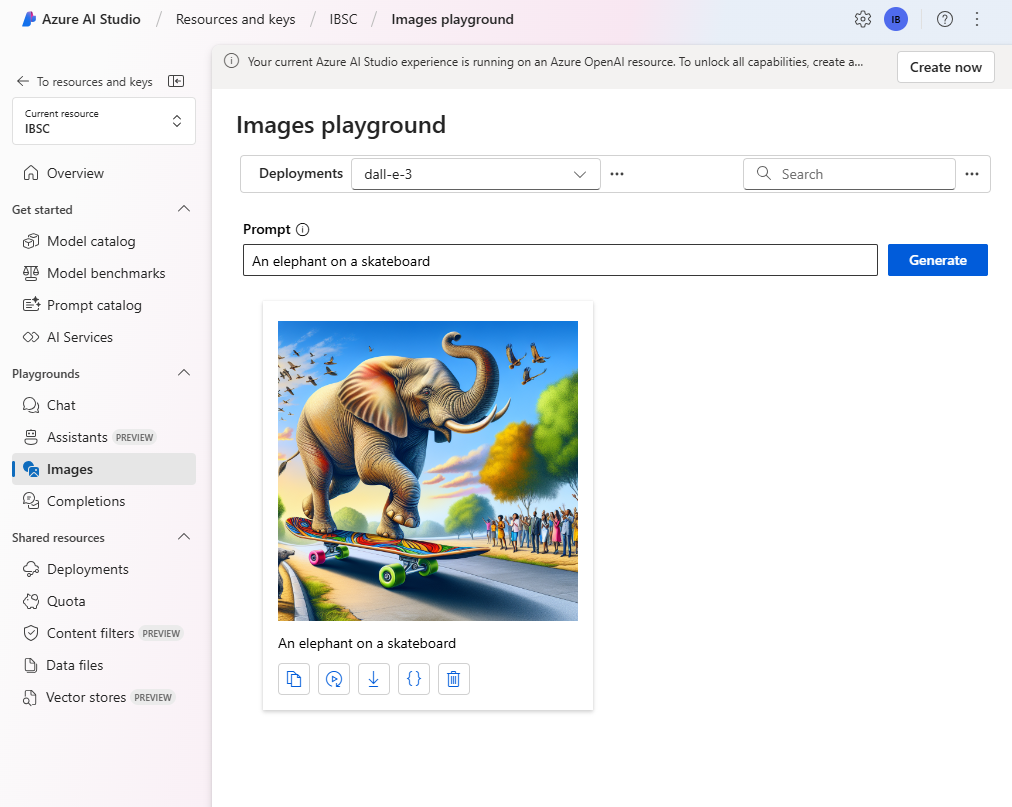 Azure AI Studio / Resources and keys / IBSC / Images playground
IB
To resources and keys
Current resource
IBSC
Overview
Get started
Model catalog
Model benchmarks
Prompt catalog
AI Services
Playgrounds
Chat
Assistants PREVIEW
Images
Completions
Shared resources
Deployments
Quota
Content filters PREVIEW
Data files
Vector stores PREVIEW
Your current Azure AI Studio experience is running on an Azure OpenAI resource. To unlock all capabilities, create a...
Create now
Images playground
Deployments dall-e-3 Search
Prompt
An elephant on a skateboard
Generate
An elephant on a skateboard